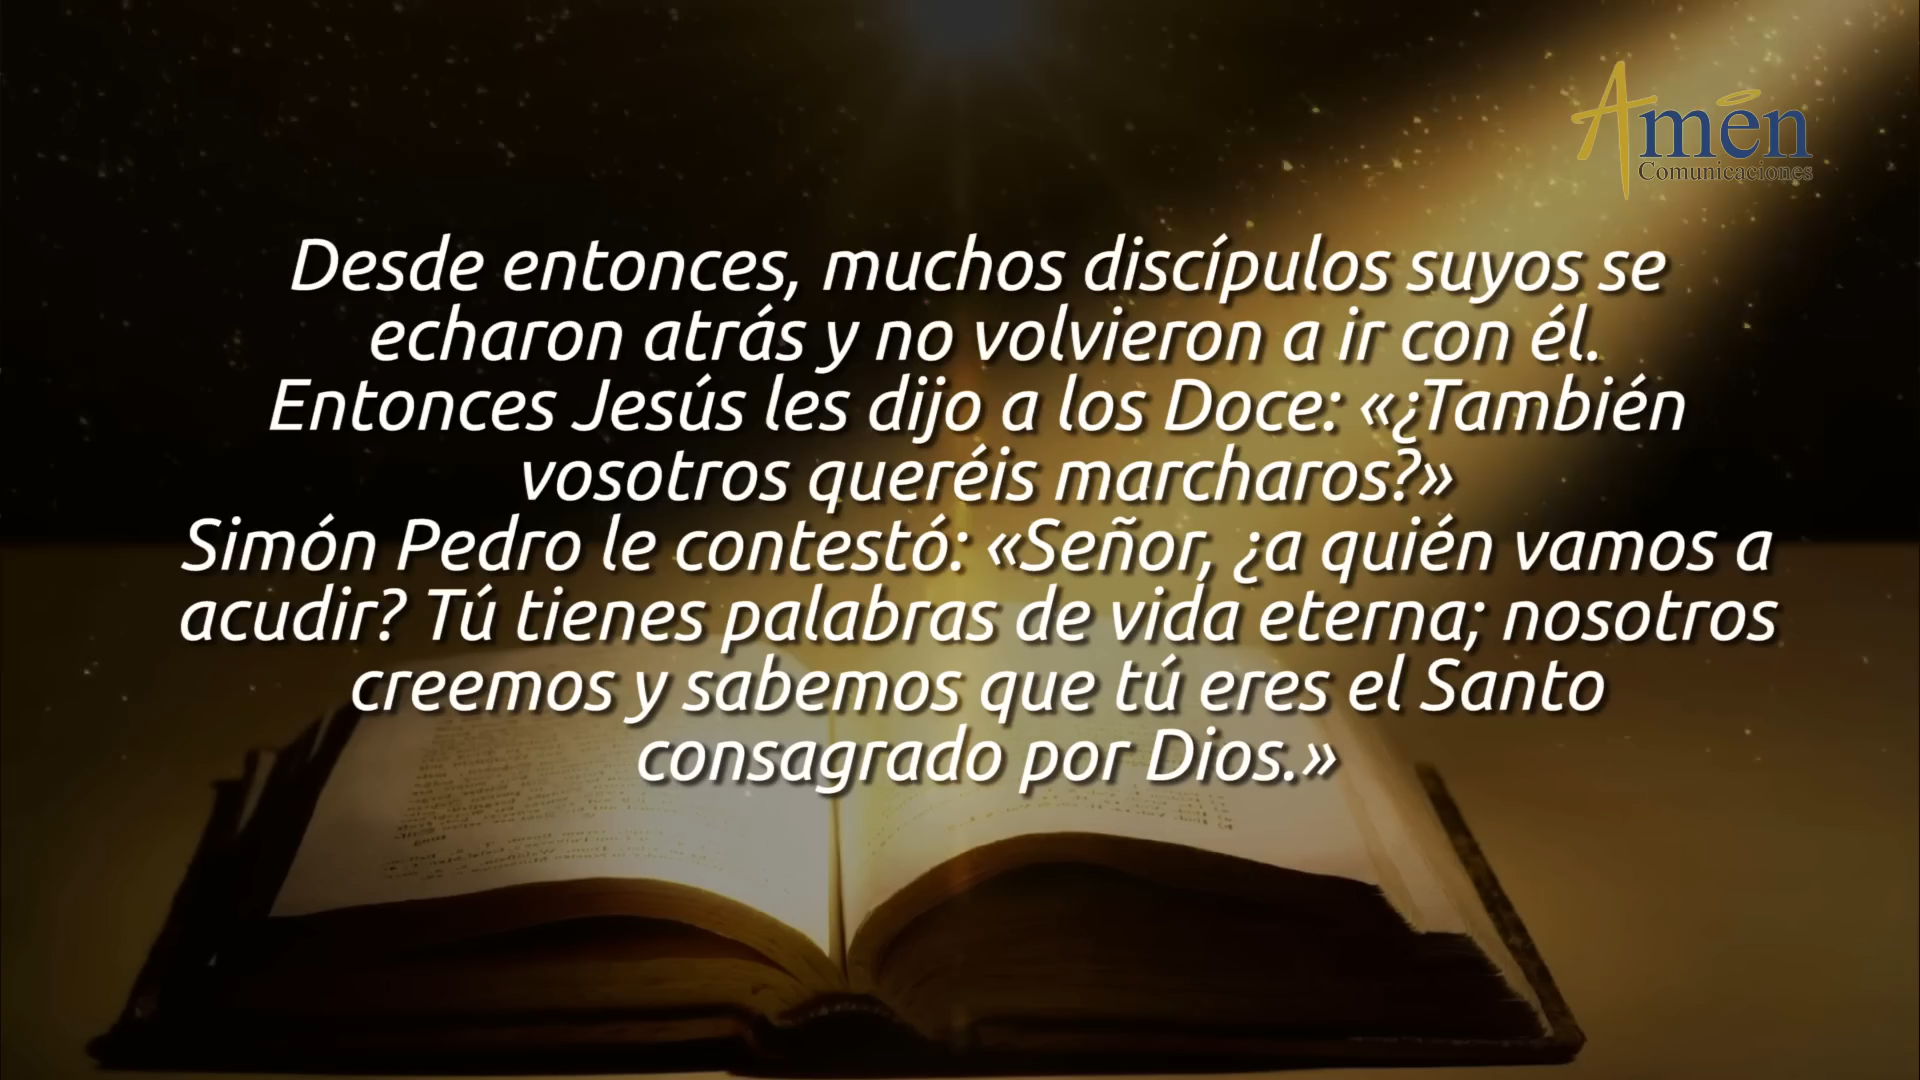 Amén
Comunicaciones
Desde entonces, muchos discípulos suyos se
echaron atrás y no volvieron a ir con él.
Entonces Jesús les dijo a los Doce: «¿También
vosotros queréis marcharos?»
Simón Pedro le contestó: «Señor, ¿a quién vamos a
acudir? Tú tienes palabras de vida eterna; nosotros
creemos y sabemos que tú eres el Santo
consagrado por Dios.»